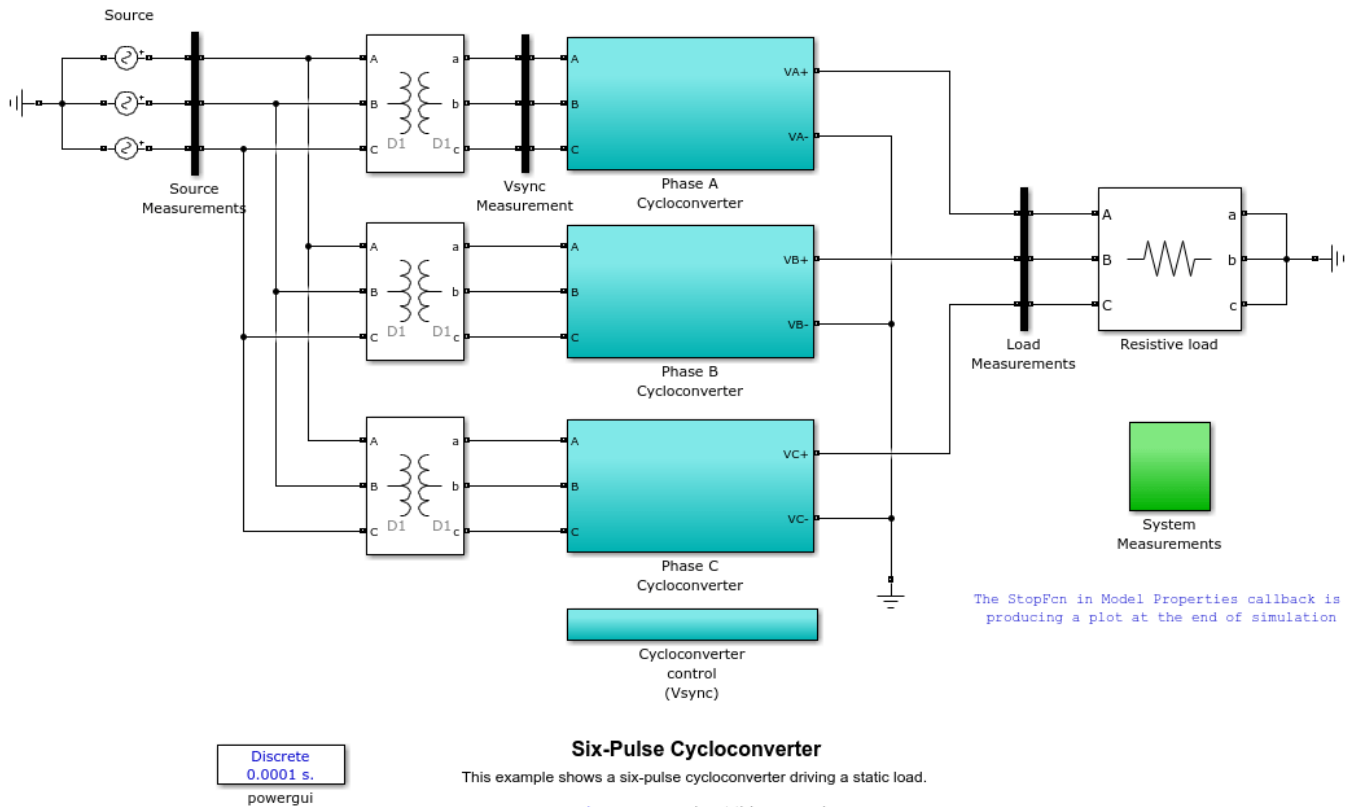 Source
Source
Measurements
A
B
C
D1
D1
a
b
c
Vsync
Measurement
A
B
C
VA+
VA-
Phase A
Cycloconverter
A
B
C
D1
D1
a
b
c
A
B
C
VB+
VB-
Phase B
Cycloconverter
A
B
C
D1
D1
a
b
c
A
B
C
VC+
VC-
Phase C
Cycloconverter
Load
Measurements
A
B
C
a
b
c
Resistive load
System
Measurements
The StopFcn in Model Properties callback is
producing a plot at the end of simulation
Cycloconverter
control
(Vsync)
Discrete
0.0001 s.
powergui
Six-Pulse Cycloconverter
This example shows a six-pulse cycloconverter driving a static load.